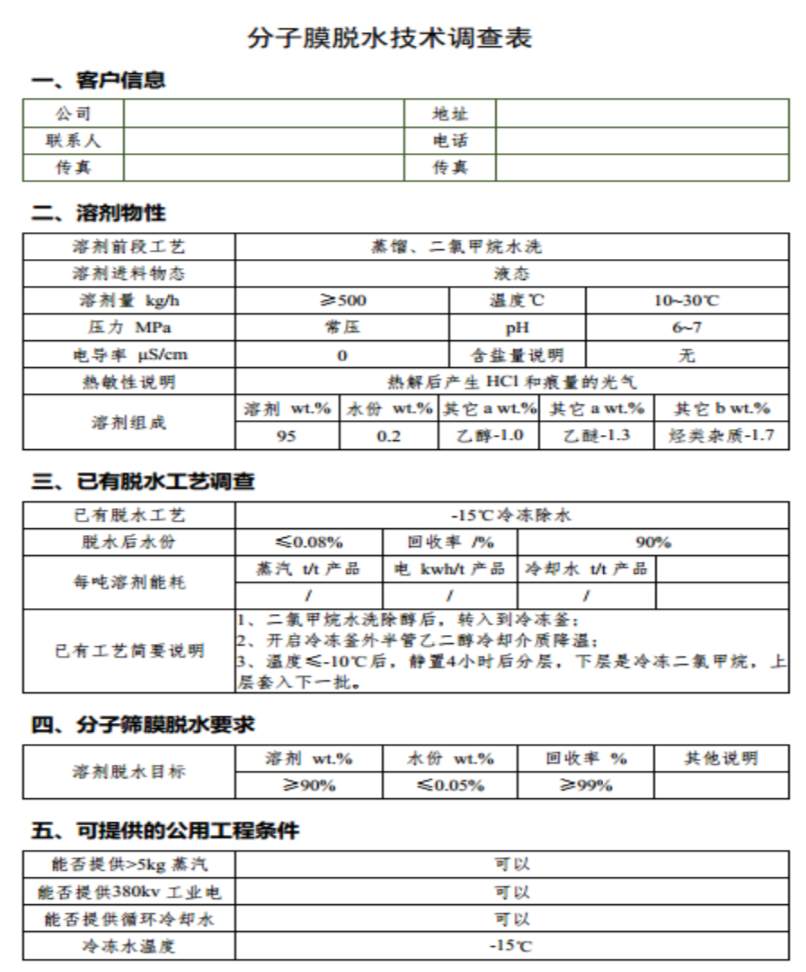 分子膜脱水技术调查表
一、客户信息
公司 地址
联系人 电话
传真 传真
二、溶剂物性
溶剂前段工艺 蒸馏、二氯甲烷水洗
溶剂进料物态 液态
溶剂量 kg/h ≥500 温度℃ 10~30℃
压力 MPa 常压 pH 6~7
电导率 μS/cm 0 含盐量说明 无
热敏性说明 热解后产生 HCl 和痕量的光气
溶剂组成 溶剂 wt.% 水份 wt.% 其它 a wt.% 其它 a wt.% 其它 b wt.%
95 0.2 乙醇-1.0 乙醚-1.3 烃类杂质-1.7
三、已有脱水工艺调查
已有脱水工艺 -15℃冷冻除水
脱水后水份 ≤0.08% 回收率 /% 90%
每吨溶剂能耗 蒸汽 t/t 产品 电 kwh/t 产品 冷却水 t/t 产品
/ / /
已有工艺简要说明 1、二氯甲烷水洗除醇后，转入到冷冻釜；
2、开启冷冻釜外半管乙二醇冷却介质降温；
3、温度≤-10℃后，静置4小时后分层，下层是冷冻二氯甲烷，上
层套入下一批。
四、分子筛膜脱水要求
溶剂脱水目标 溶剂 wt.% 水份 wt.% 回收率 % 其他说明
≥90% ≤0.05% ≥99%
五、可提供的公用工程条件
能否提供>5kg 蒸汽 可以
能否提供380kv 工业电 可以
能否提供循环冷却水 可以
冷冻水温度 -15℃